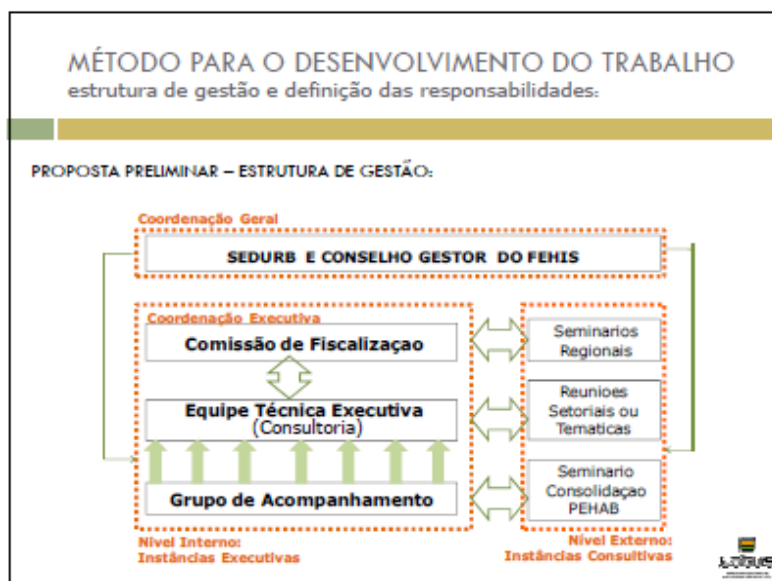 MÉTODO PARA O DESENVOLVIMENTO DO TRABALHO
estrutura de gestão e definição das responsabilidades:
PROPOSTA PRELIMINAR – ESTRUTURA DE GESTÃO:
Coordenação Geral
SEDURB E CONSELHO GESTOR DO FEHIS
Coordenação Executiva
Comissão de Fiscalizaçao
Equipe Técnica Executiva
(Consultoria)
Grupo de Acompanhamento
Nível Interno:
Instâncias Executivas
Seminarios
Regionais
Reunioes
Setoriais ou
Tematicas
Seminario
Consolidaçao
PEHAB
Nível Externo:
Instâncias Consultivas